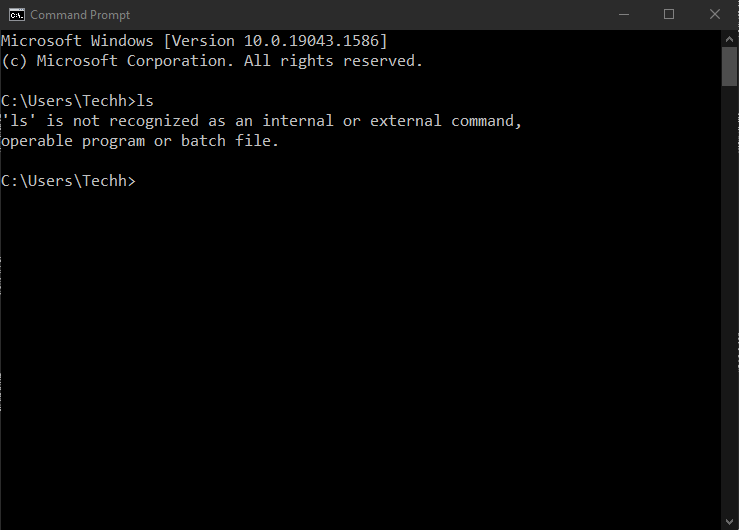 Command Prompt
Microsoft Windows [Version 10.0.19043.1586]
(c) Microsoft Corporation. All rights reserved.
C:\Users\Techh>ls
'ls' is not recognized as an internal or external command,
operable program or batch file.
C:\Users\Techh>